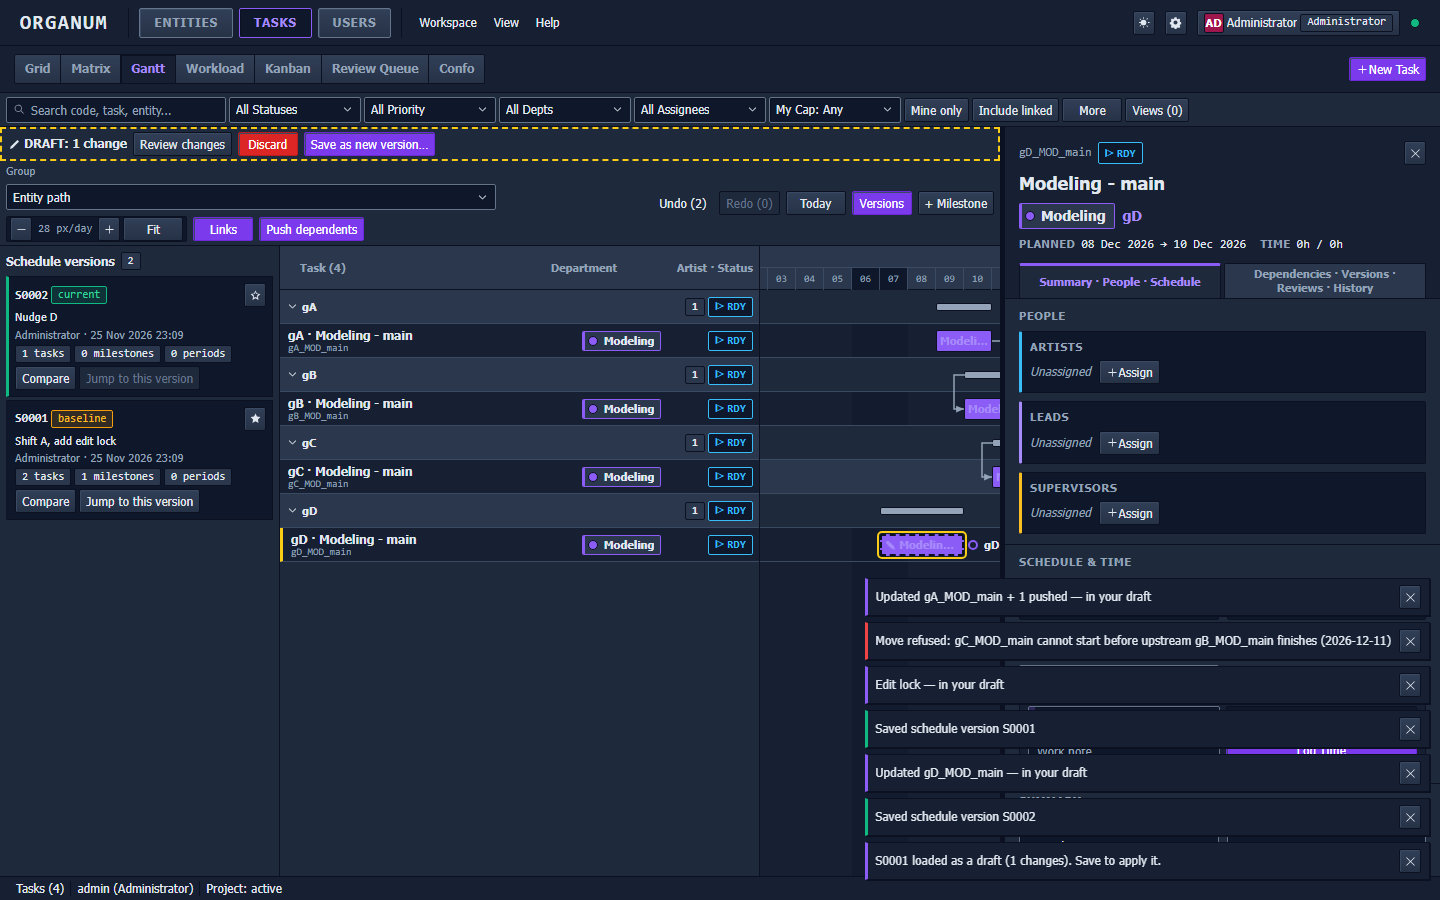 ORGANUM ENTITIES TASKS USERS Workspace View Help AD Administrator Administrator
Grid Matrix Gantt Workload Kanban Review Queue Confo +New Task
Search code, task, entity... All Statuses All Priority All Depts All Assignees My Cap: Any Mine only Include linked More Views (0)
DRAFT: 1 change Review changes Discard Save as new version...
Group
Entity path
Undo (2) Redo (0) Today Versions + Milestone
− 28 px/day + Fit Links Push dependents
Schedule versions 2
S0002 current
Nudge D
Administrator · 25 Nov 2026 23:09
1 tasks 0 milestones 0 periods
Compare Jump to this version
S0001 baseline
Shift A, add edit lock
Administrator · 25 Nov 2026 23:09
2 tasks 1 milestones 0 periods
Compare Jump to this version
Task (4) Department Artist · Status
03 04 05 06 07 08 09 10
gA 1 RDY
gA · Modeling - main Modeling RDY Modeli...
gA_MOD_main
gB 1 RDY
gB · Modeling - main Modeling RDY Model
gB_MOD_main
gC 1 RDY
gC · Modeling - main Modeling RDY
gC_MOD_main
gD 1 RDY
gD · Modeling - main Modeling RDY Modelin... gD
gD_MOD_main
gD_MOD_main RDY
Modeling - main
Modeling gD
PLANNED 08 Dec 2026 → 10 Dec 2026 TIME 0h / 0h
Summary · People · Schedule
Dependencies · Versions ·
Reviews · History
PEOPLE
ARTISTS
Unassigned +Assign
LEADS
Unassigned +Assign
SUPERVISORS
Unassigned +Assign
SCHEDULE & TIME
Updated gA_MOD_main + 1 pushed — in your draft
Move refused: gC_MOD_main cannot start before upstream gB_MOD_main finishes (2026-12-11)
Edit lock — in your draft
Saved schedule version S0001
Work note Log Time
Updated gD_MOD_main — in your draft
Saved schedule version S0002
S0001 loaded as a draft (1 changes). Save to apply it.
Tasks (4) admin (Administrator) Project: active